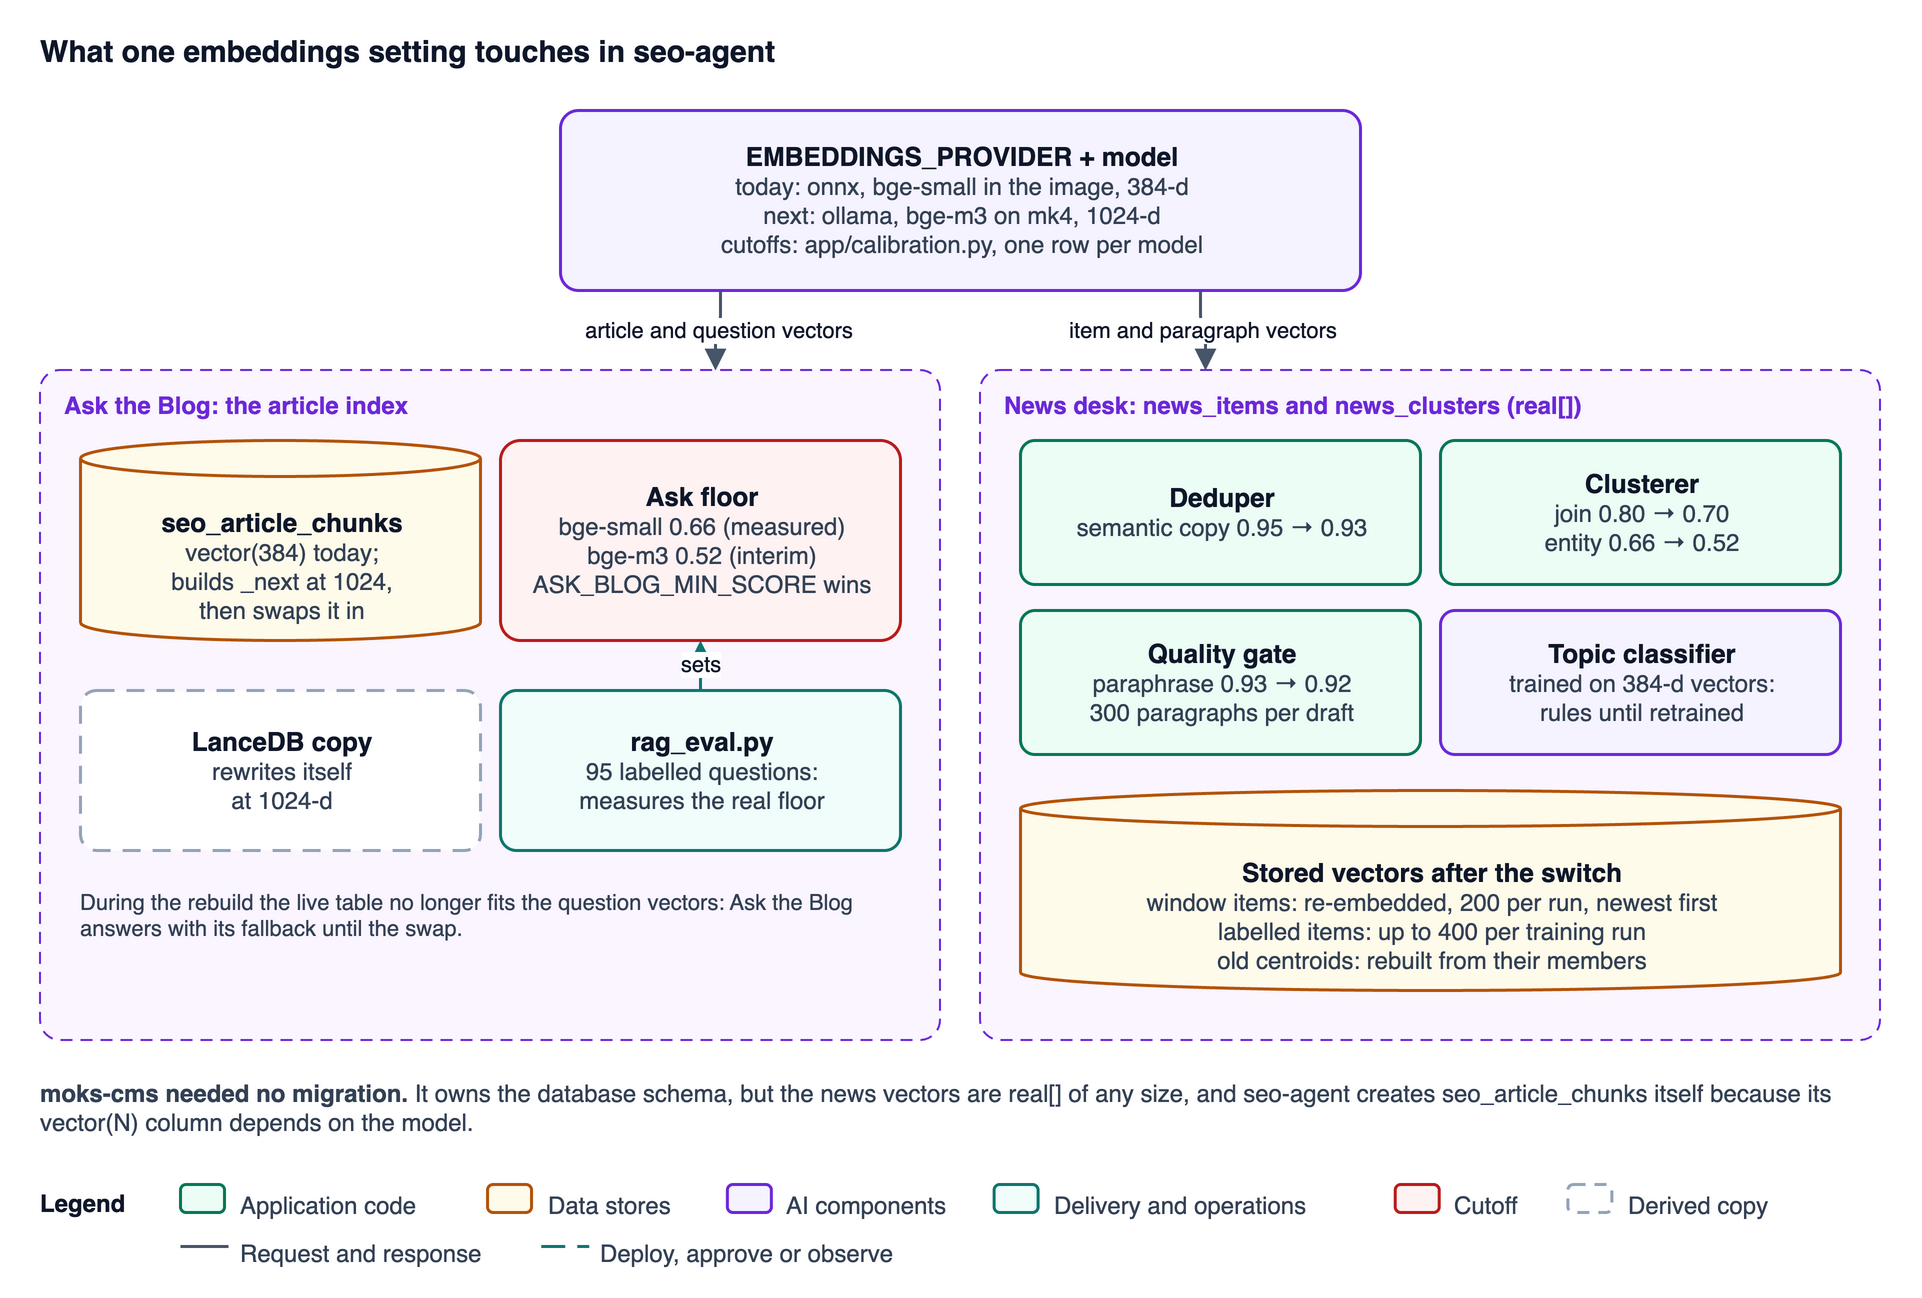 What one embeddings setting touches in seo-agent
EMBEDDINGS_PROVIDER + model
today: onnx, bge-small in the image, 384-d
next: ollama, bge-m3 on mk4, 1024-d
cutoffs: app/calibration.py, one row per model
article and question vectors
item and paragraph vectors
Ask the Blog: the article index
seo_article_chunks
vector(384) today;
builds _next at 1024,
then swaps it in
Ask floor
bge-small 0.66 (measured)
bge-m3 0.52 (interim)
ASK_BLOG_MIN_SCORE wins
sets
LanceDB copy
rewrites itself
at 1024-d
rag_eval.py
95 labelled questions:
measures the real floor
During the rebuild the live table no longer fits the question vectors: Ask the Blog
answers with its fallback until the swap.
News desk: news_items and news_clusters (real[])
Deduper
semantic copy 0.95 → 0.93
Clusterer
join 0.80 → 0.70
entity 0.66 → 0.52
Quality gate
paraphrase 0.93 → 0.92
300 paragraphs per draft
Topic classifier
trained on 384-d vectors:
rules until retrained
Stored vectors after the switch
window items: re-embedded, 200 per run, newest first
labelled items: up to 400 per training run
old centroids: rebuilt from their members
moks-cms needed no migration. It owns the database schema, but the news vectors are real[] of any size, and seo-agent creates seo_article_chunks itself because its
vector(N) column depends on the model.
Legend
Application code
Data stores
AI components
Delivery and operations
Cutoff
Derived copy
Request and response
Deploy, approve or observe